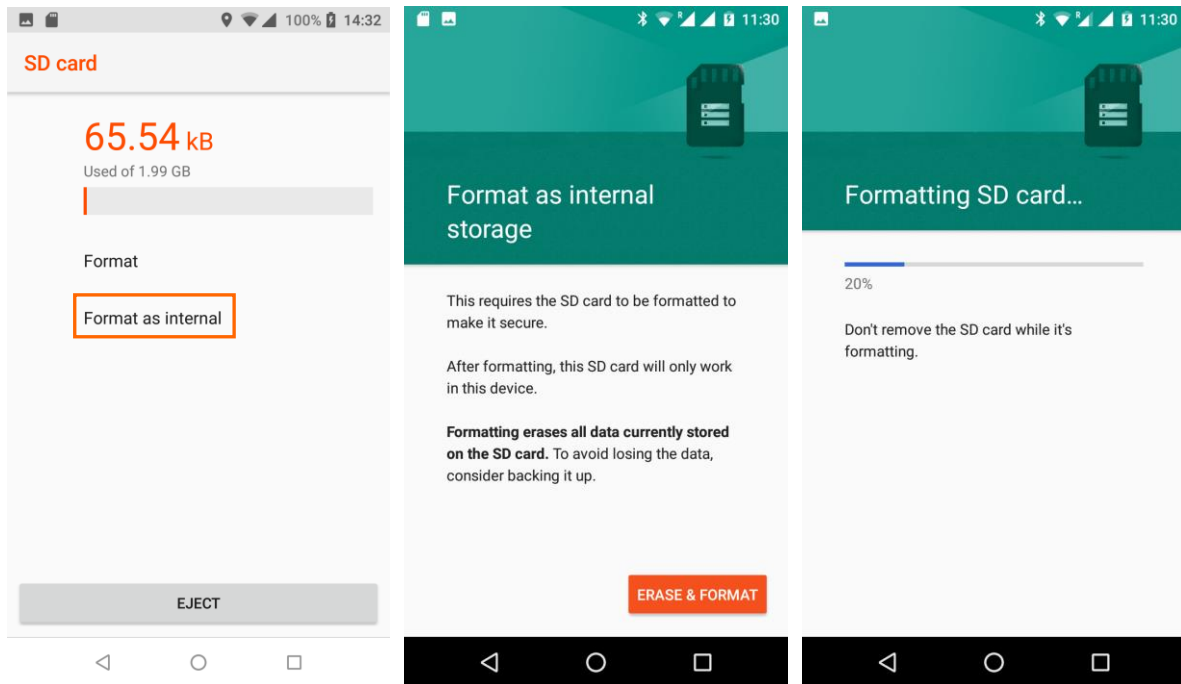 100% 14:32
SD card
65.54 kB
Used of 1.99 GB
Format
Format as internal
EJECT
R 11:30
Format as internal
storage
This requires the SD card to be formatted to
make it secure.
After formatting, this SD card will only work
in this device.
Formatting erases all data currently stored
on the SD card. To avoid losing the data,
consider backing it up.
ERASE & FORMAT
R 11:30
Formatting SD card...
20%
Don't remove the SD card while it's
formatting.